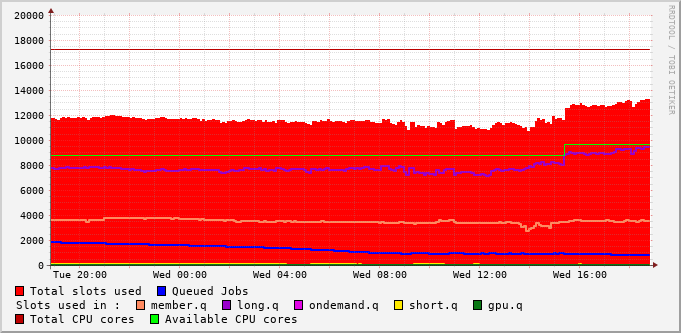 RRDTOOL / TOBI OETIKER
20000
18000
16000
14000
12000
10000
8000
6000
4000
2000
0
Tue 20:00 Wed 00:00 Wed 04:00 Wed 08:00 Wed 12:00 Wed 16:00
Total slots used Queued Jobs
Slots used in : member.q long.q ondemand.q short.q gpu.q
Total CPU cores Available CPU cores